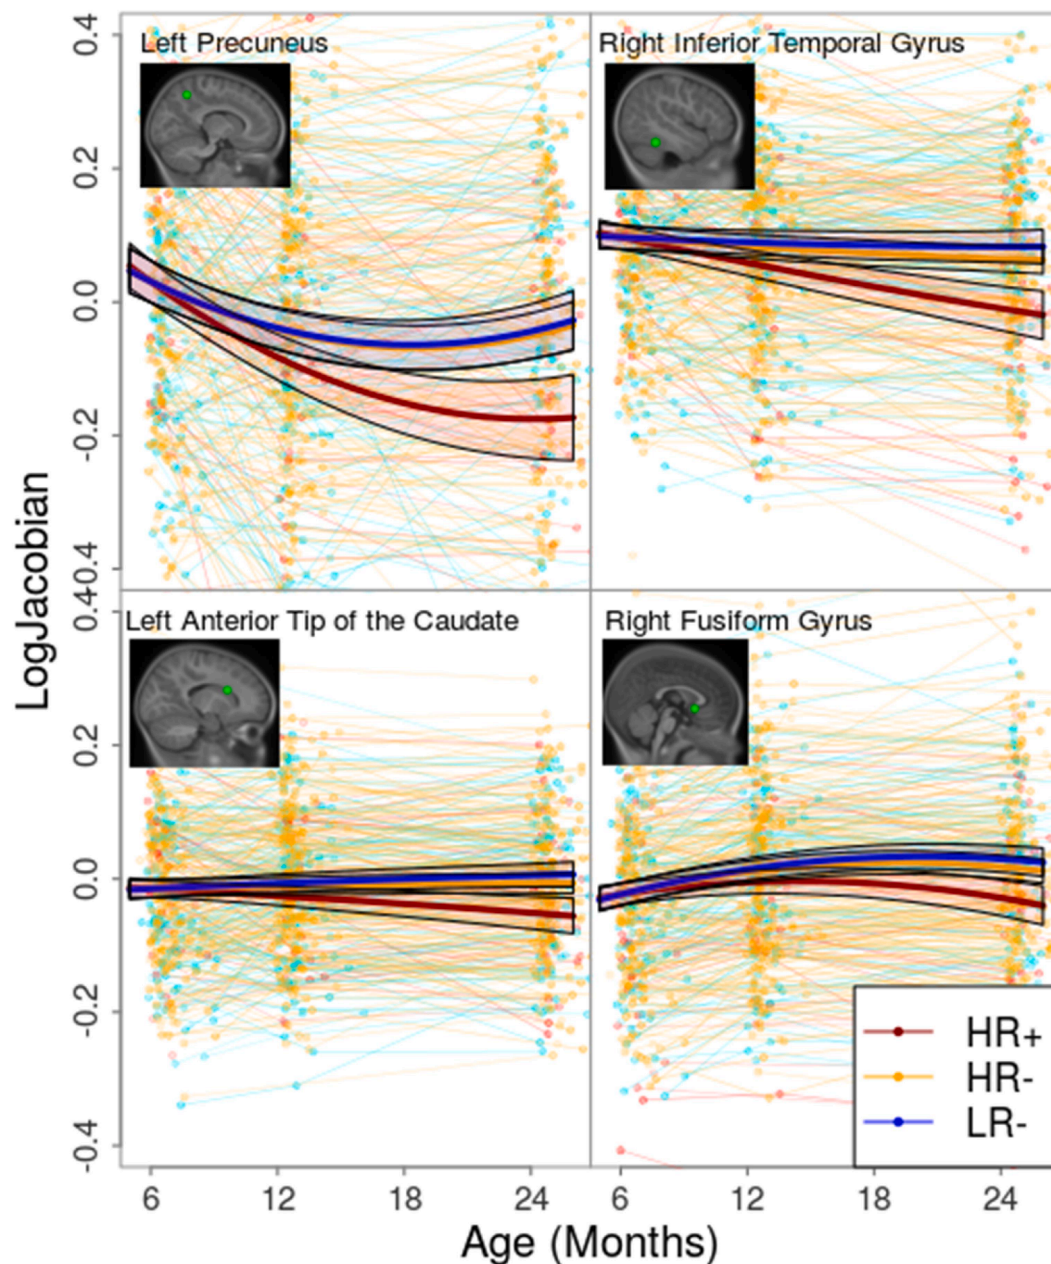 Left Precuneus
Right Inferior Temporal Gyrus
0.4
0.2
0.0
-0.2
-0.4
Left Anterior Tip of the Caudate
Right Fusiform Gyrus
0.4
0.2
0.0
-0.2
-0.4
LogJacobian
HR+
HR-
LR-
6 12 18 24 6 12 18 24
Age (Months)